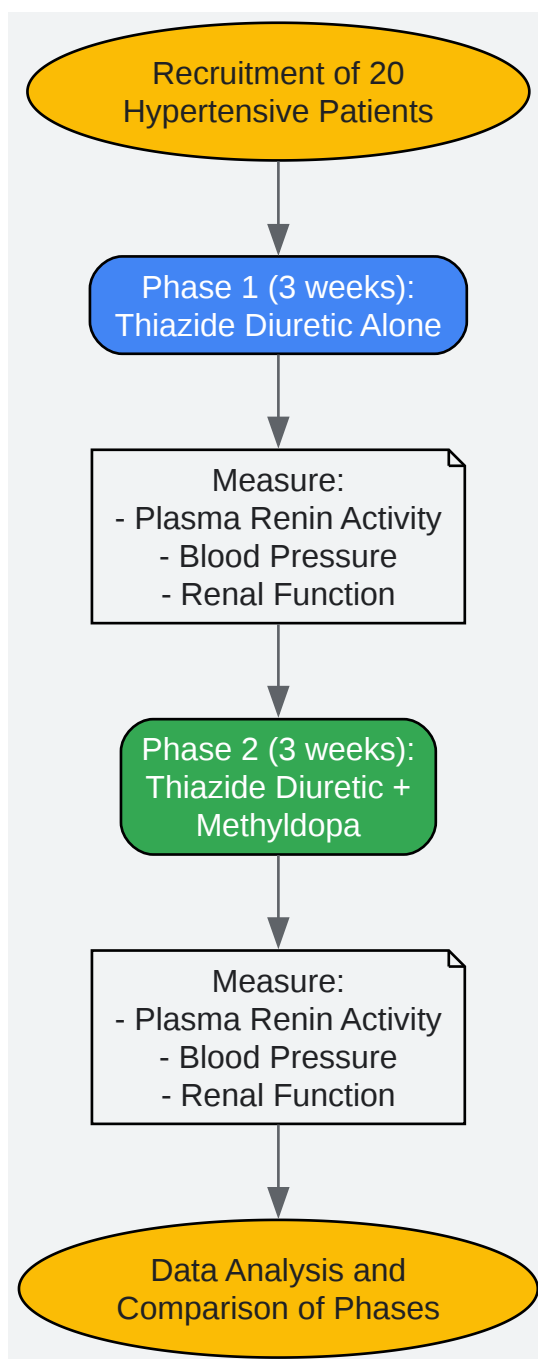 Recruitment of 20
Hypertensive Patients
Phase 1 (3 weeks):
Thiazide Diuretic Alone
Measure:
- Plasma Renin Activity
- Blood Pressure
- Renal Function
Phase 2 (3 weeks):
Thiazide Diuretic +
Methyldopa
Measure:
- Plasma Renin Activity
- Blood Pressure
- Renal Function
Data Analysis and
Comparison of Phases